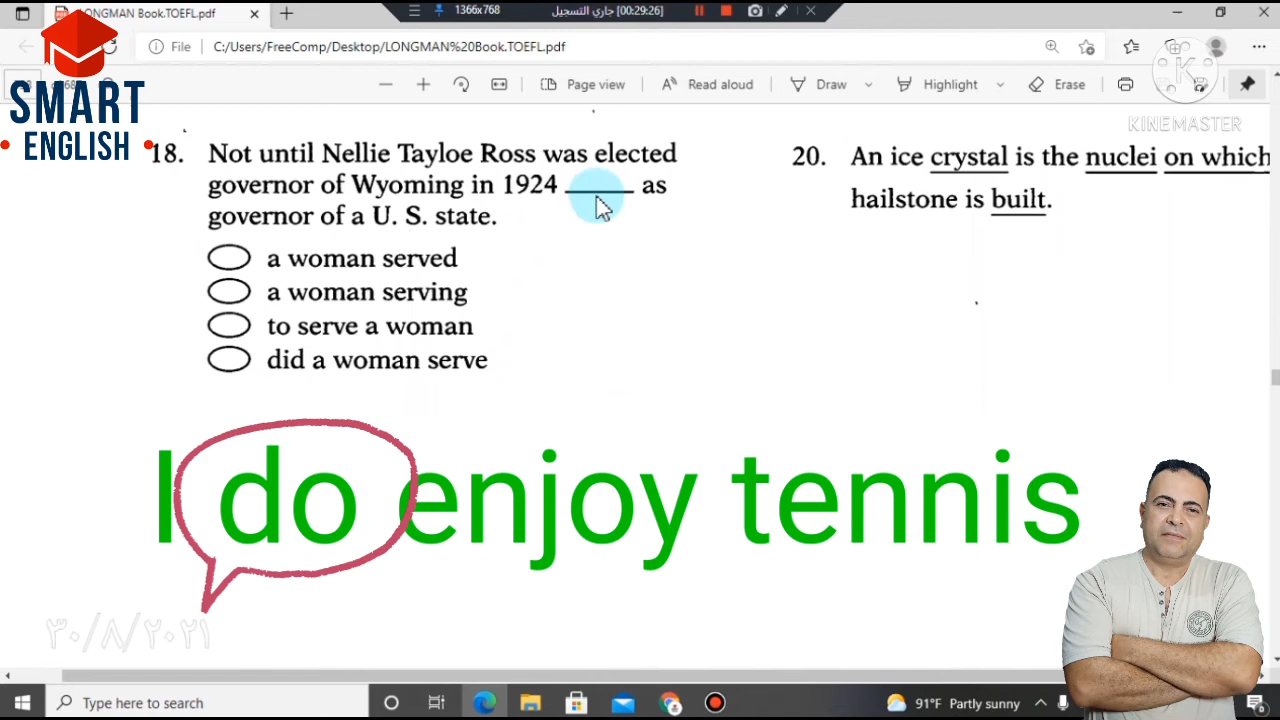 LONGMAN Book.TOEFL.pdf
1366x768
[00:29:26] جاري التسجيل
File
C:/Users/FreeComp/Desktop/LONGMAN%20Book.TOEFL.pdf
Page view
Read aloud
Draw
Highlight
Erase
SMART
ENGLISH
K
KINEMASTER
18. Not until Nellie Tayloe Ross was elected
governor of Wyoming in 1924 ______ as
governor of a U. S. state.
a woman served
a woman serving
to serve a woman
did a woman serve
20. An ice crystal is the nuclei on which
hailstone is built.
I do enjoy tennis
٣٠/٨/٢٠٢١
Type here to search
91°F Partly sunny